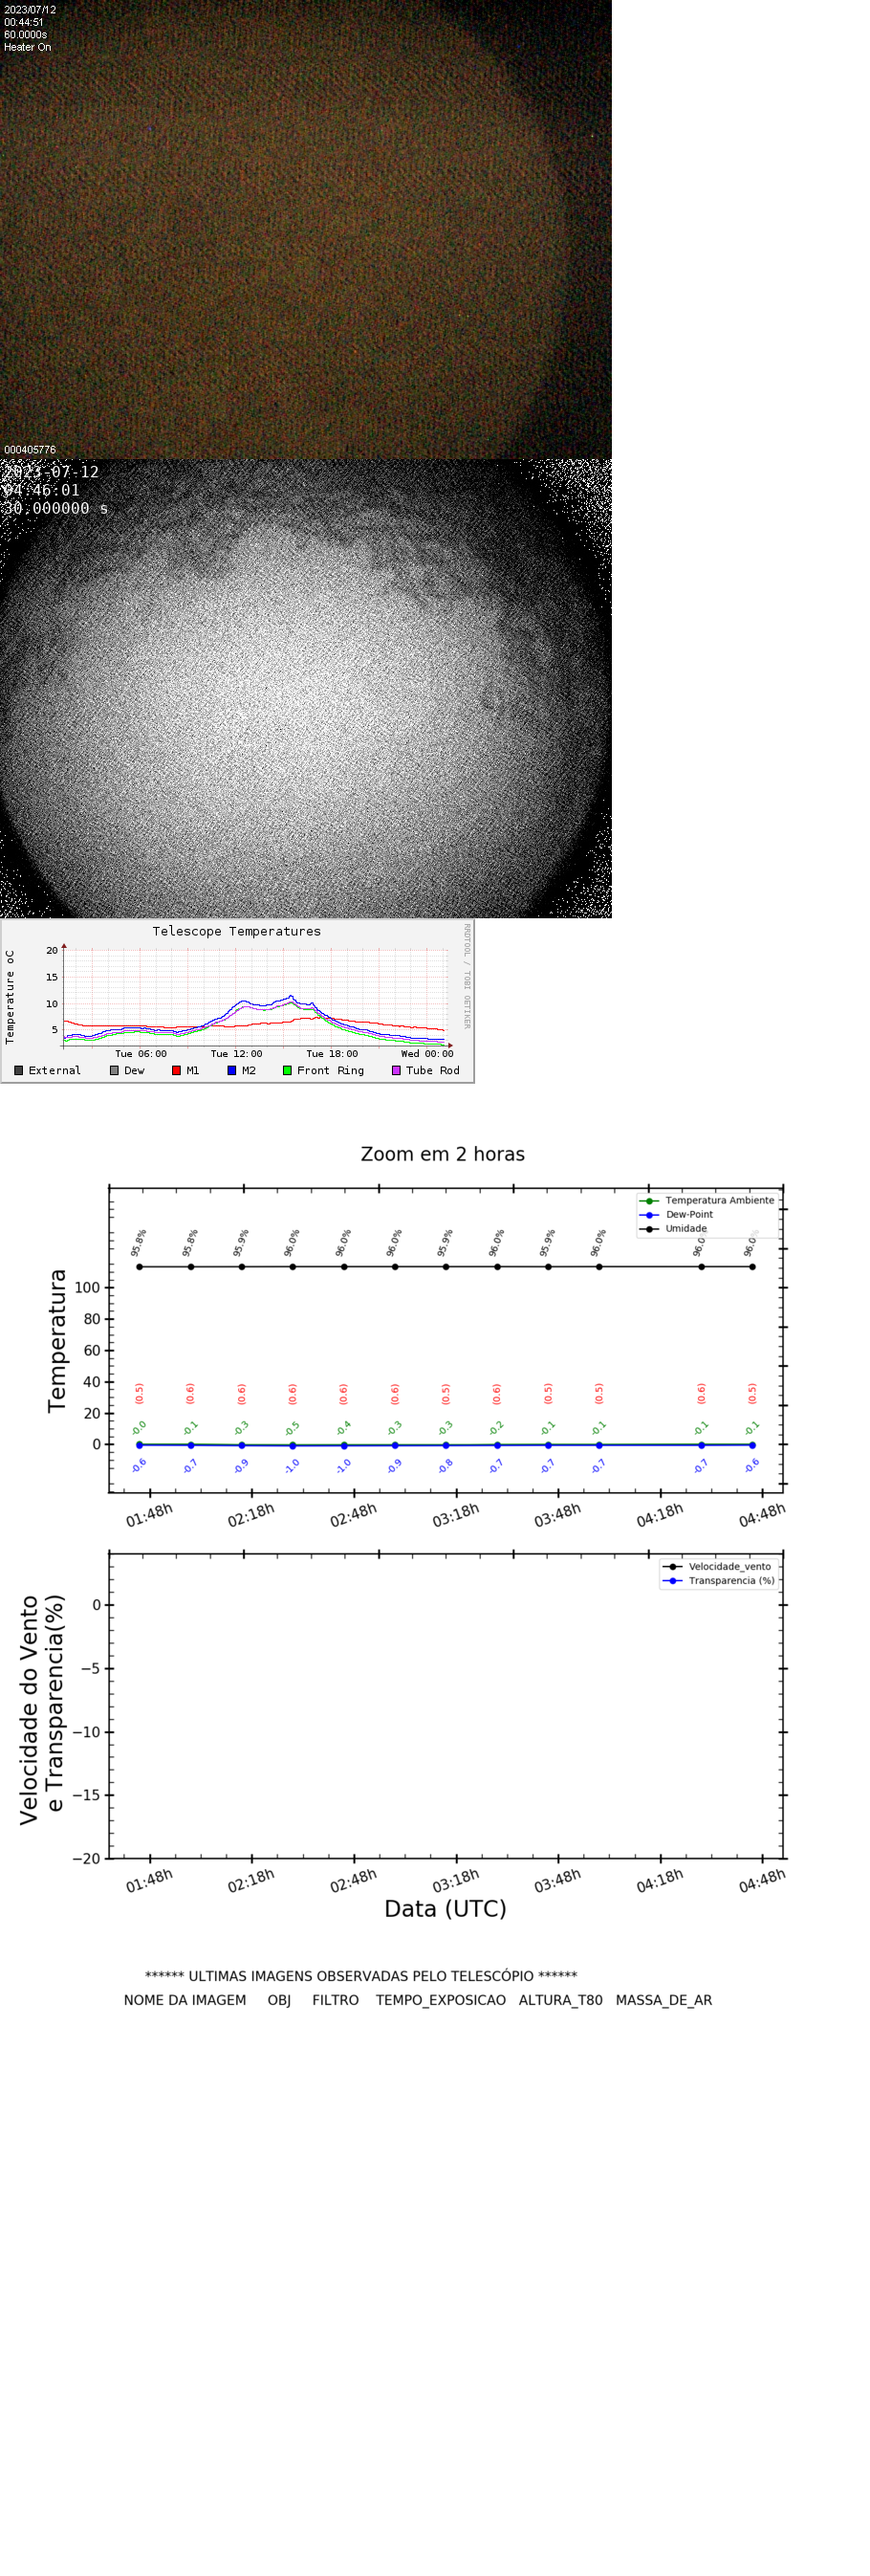 2023/07/12
00:44:51
60.0000s
Heater On
000405776
2023-07-12
04:46:01
30.000000 s
Telescope Temperatures
RRDTOOL / TOBI OETIKER
Temperature oC
20
15
10
5
Tue 06:00 Tue 12:00 Tue 18:00 Wed 00:00
External Dew M1 M2 Front Ring Tube Rod
Zoom em 2 horas
Temperatura Ambiente
Dew-Point
Umidade
95.8% 95.8% 95.9% 96.0% 96.0% 96.0% 95.9% 96.0% 95.9% 96.0% 96.0% 96.0%
Temperatura
100
80
60
40
20
0
(0.5) (0.6) (0.6) (0.6) (0.6) (0.6) (0.5) (0.6) (0.5) (0.5) (0.6) (0.5)
-0.0 -0.1 -0.3 -0.5 -0.4 -0.3 -0.3 -0.2 -0.1 -0.1 -0.1 -0.1
-0.6 -0.7 -0.9 -1.0 -1.0 -0.9 -0.8 -0.7 -0.7 -0.7 -0.7 -0.6
01:48h 02:18h 02:48h 03:18h 03:48h 04:18h 04:48h
Velocidade_vento
Transparencia (%)
Velocidade do Vento
e Transparencia(%)
0
−5
−10
−15
−20
01:48h 02:18h 02:48h 03:18h 03:48h 04:18h 04:48h
Data (UTC)
****** ULTIMAS IMAGENS OBSERVADAS PELO TELESCÓPIO ******
NOME DA IMAGEM OBJ FILTRO TEMPO_EXPOSICAO ALTURA_T80 MASSA_DE_AR